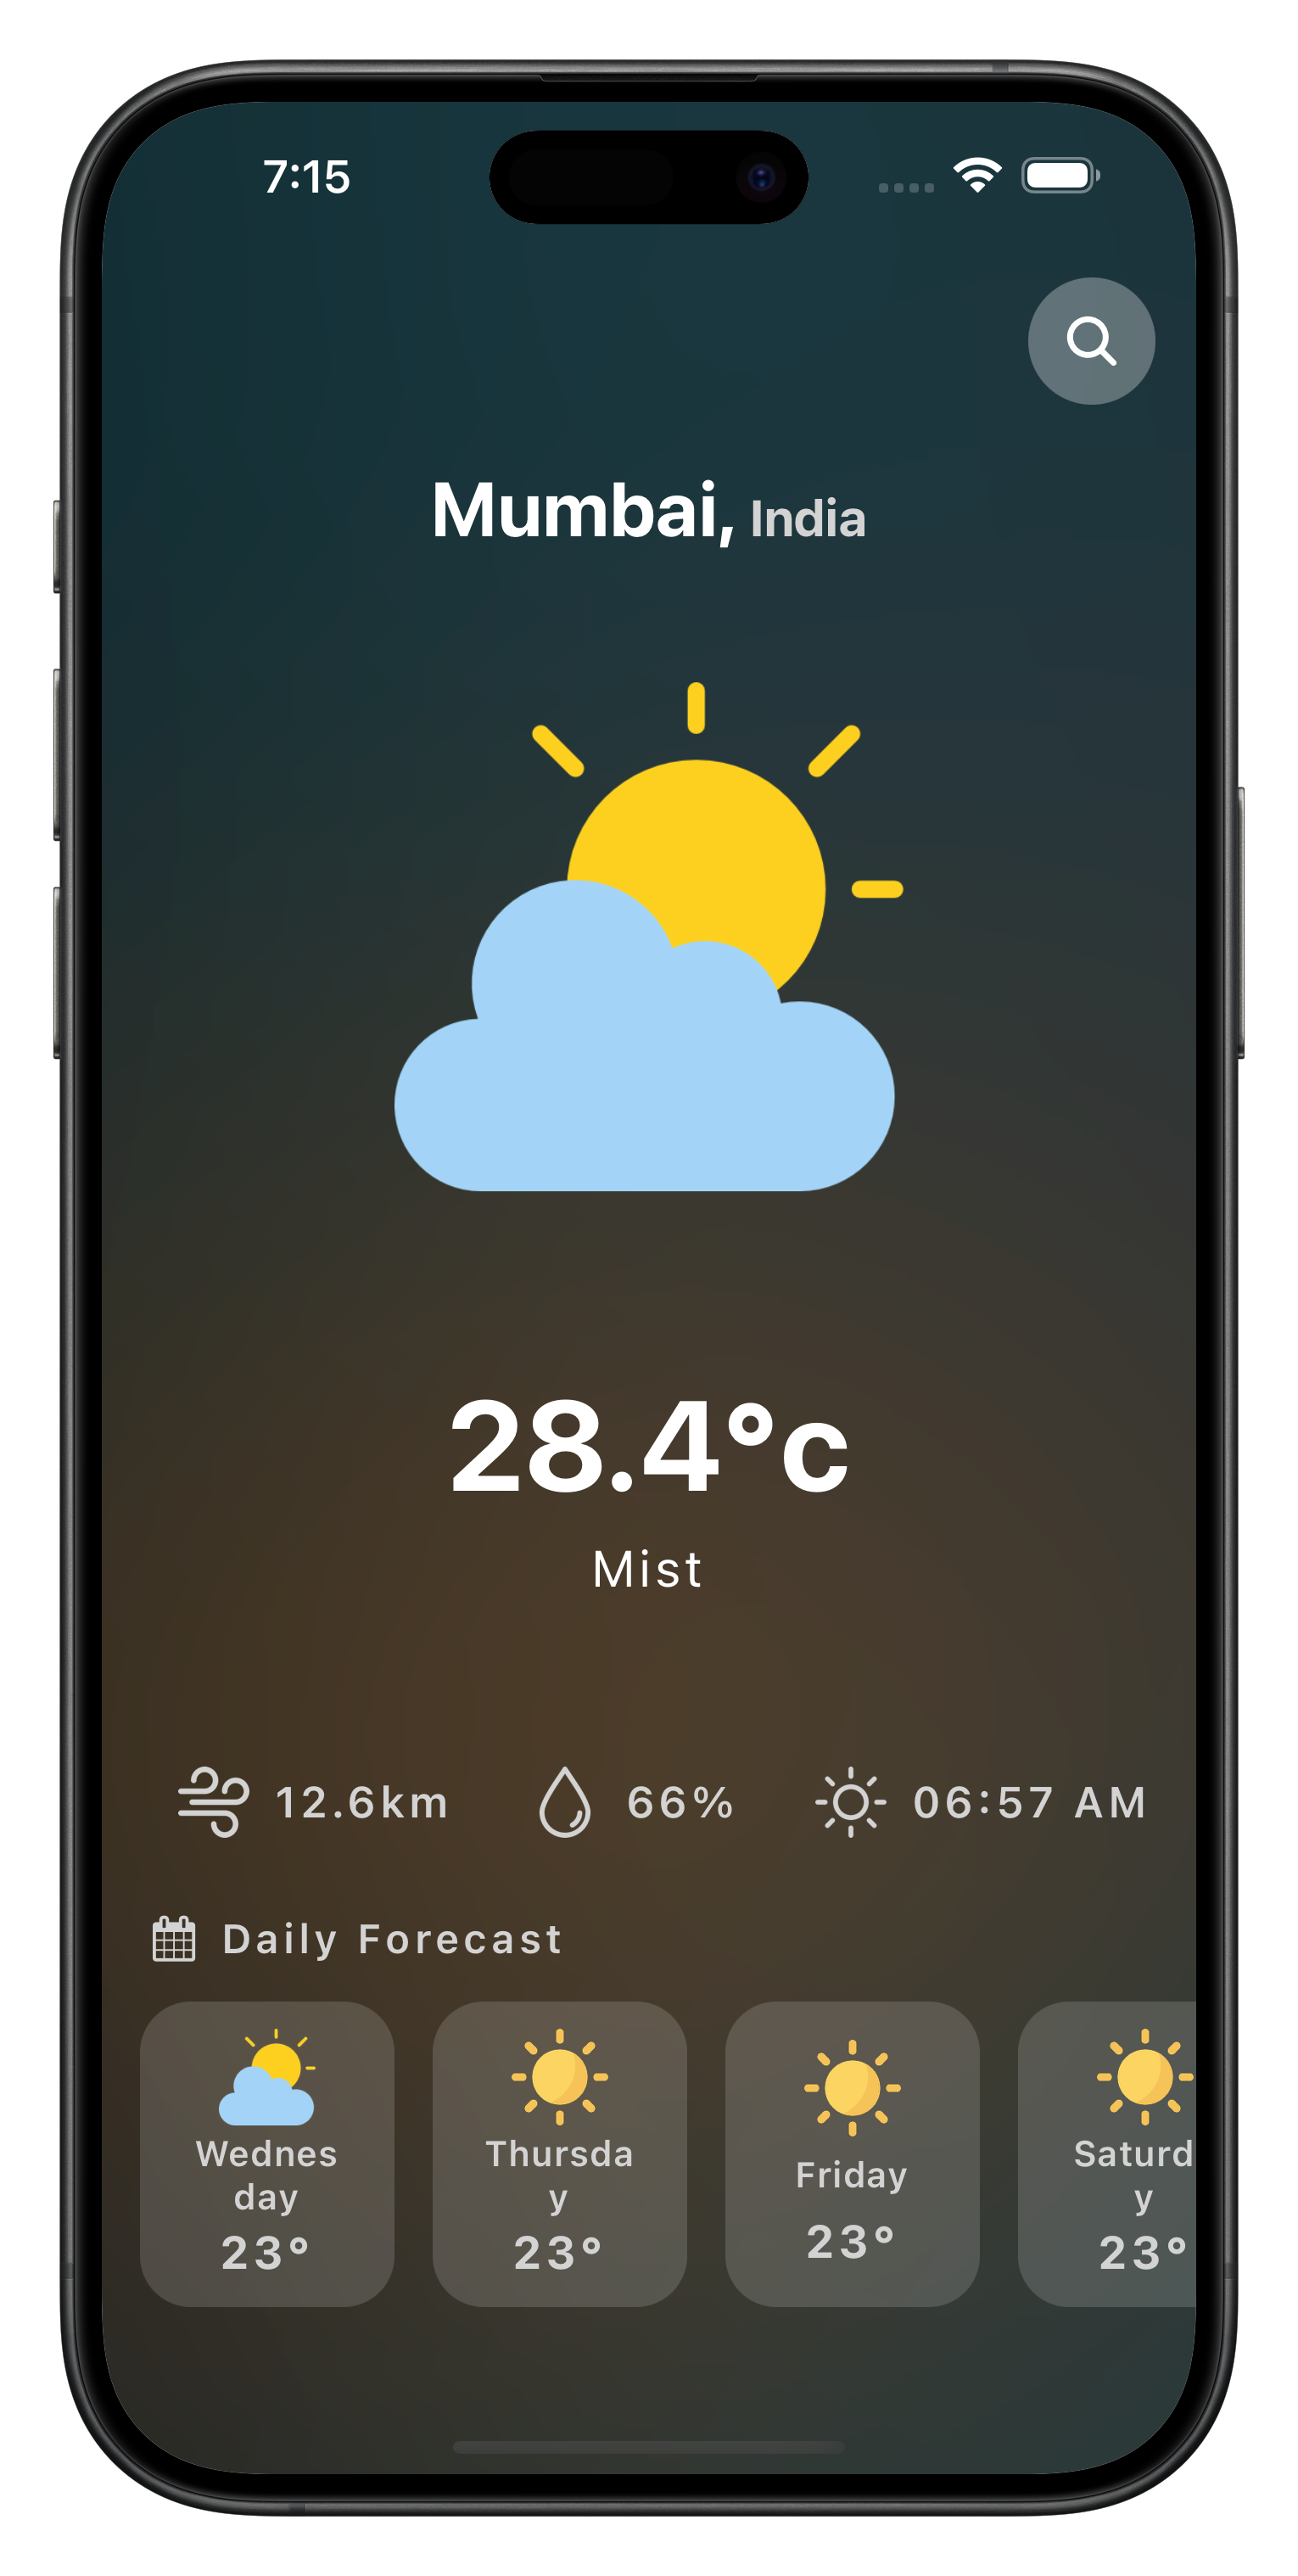 7:15
Mumbai, India
28.4°c
Mist
12.6km 66% 06:57 AM
Daily Forecast
Wednes
day
23°
Thursda
y
23°
Friday
23°
Saturd
y
23°